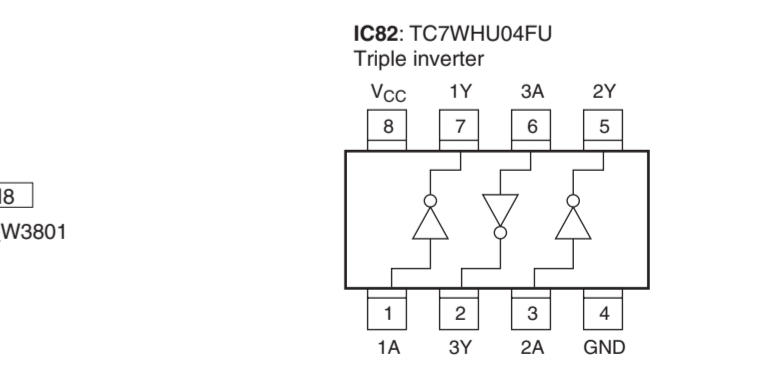 IC82: TC7WHU04FU
Triple inverter
VCC 1Y 3A 2Y
8 7 6 5
8
W3801
1 2 3 4
1A 3Y 2A GND